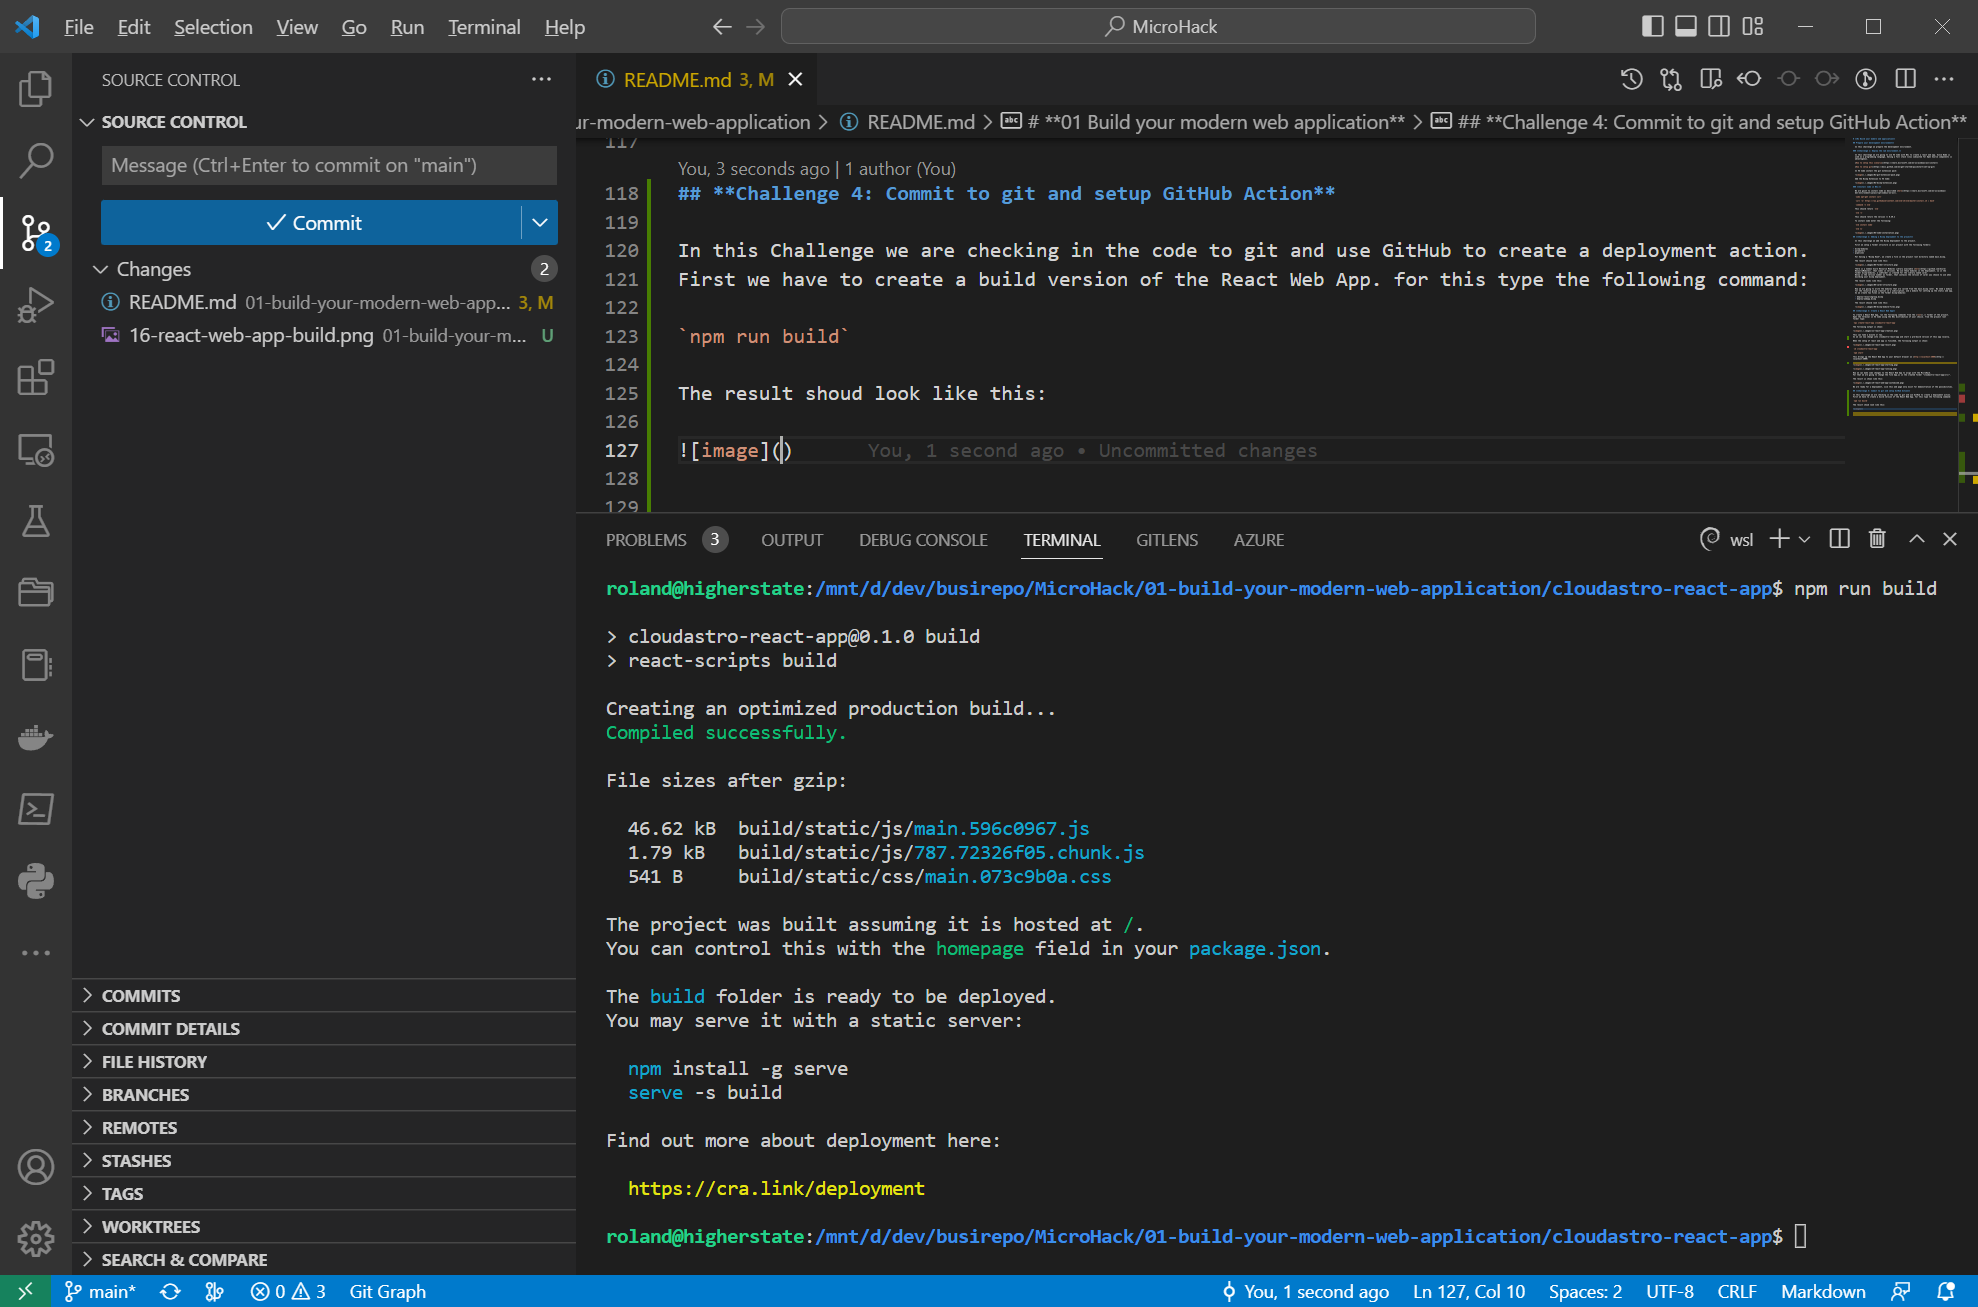 File Edit Selection View Go Run Terminal Help MicroHack
SOURCE CONTROL
README.md 3, M
SOURCE CONTROL
Message (Ctrl+Enter to commit on "main")
Commit
Changes 2
README.md 01-build-your-modern-web-app... 3, M
16-react-web-app-build.png 01-build-your-m... U
COMMITS
COMMIT DETAILS
FILE HISTORY
BRANCHES
REMOTES
STASHES
TAGS
WORKTREES
SEARCH & COMPARE
2
ur-modern-web-application > README.md > # **01 Build your modern web application** > ## **Challenge 4: Commit to git and setup GitHub Action**
117
You, 3 seconds ago | 1 author (You)
118 ## **Challenge 4: Commit to git and setup GitHub Action**
119
120 In this Challenge we are checking in the code to git and use GitHub to create a deployment action.
121 First we have to create a build version of the React Web App. for this type the following command:
122
123 `npm run build`
124
125 The result shoud look like this:
126
127 ![image]() You, 1 second ago • Uncommitted changes
128
129
PROBLEMS 3 OUTPUT DEBUG CONSOLE TERMINAL GITLENS AZURE wsl
roland@higherstate:/mnt/d/dev/busirepo/MicroHack/01-build-your-modern-web-application/cloudastro-react-app$ npm run build
> cloudastro-react-app@0.1.0 build
> react-scripts build
Creating an optimized production build...
Compiled successfully.
File sizes after gzip:
46.62 kB build/static/js/main.596c0967.js
1.79 kB build/static/js/787.72326f05.chunk.js
541 B build/static/css/main.073c9b0a.css
The project was built assuming it is hosted at /.
You can control this with the homepage field in your package.json.
The build folder is ready to be deployed.
You may serve it with a static server:
npm install -g serve
serve -s build
Find out more about deployment here:
https://cra.link/deployment
roland@higherstate:/mnt/d/dev/busirepo/MicroHack/01-build-your-modern-web-application/cloudastro-react-app$
main* 0 3 Git Graph You, 1 second ago Ln 127, Col 10 Spaces: 2 UTF-8 CRLF Markdown